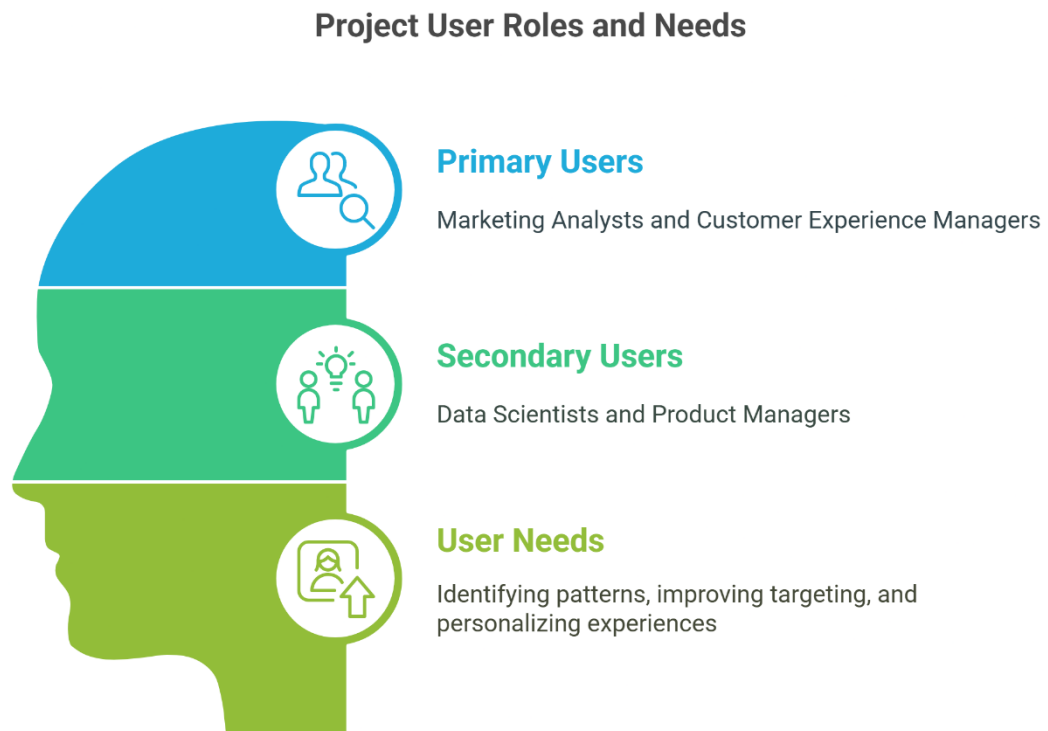 Project User Roles and Needs
Primary Users
Marketing Analysts and Customer Experience Managers
Secondary Users
Data Scientists and Product Managers
User Needs
Identifying patterns, improving targeting, and
personalizing experiences